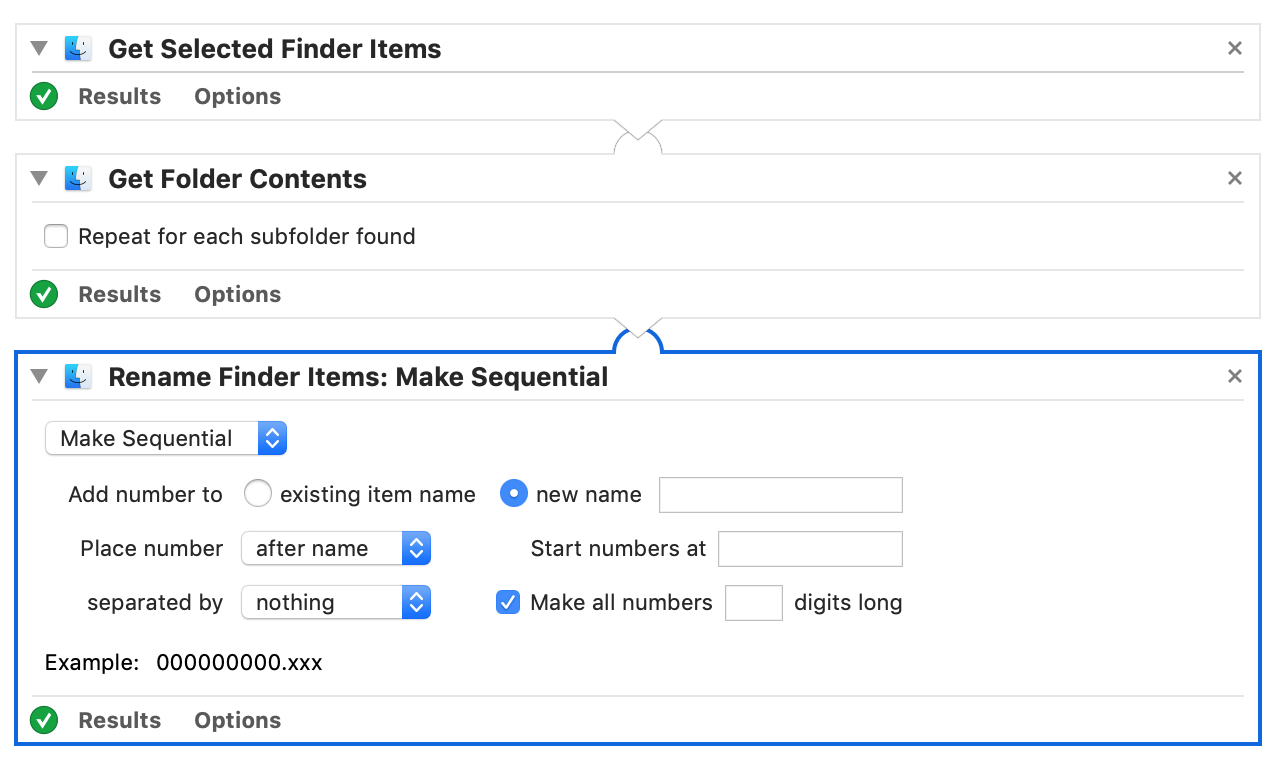 Get Selected Finder Items
Results Options
Get Folder Contents
Repeat for each subfolder found
Results Options
Rename Finder Items: Make Sequential
Make Sequential
Add number to existing item name new name
Place number after name Start numbers at
separated by nothing Make all numbers digits long
Example: 000000000.xxx
Results Options